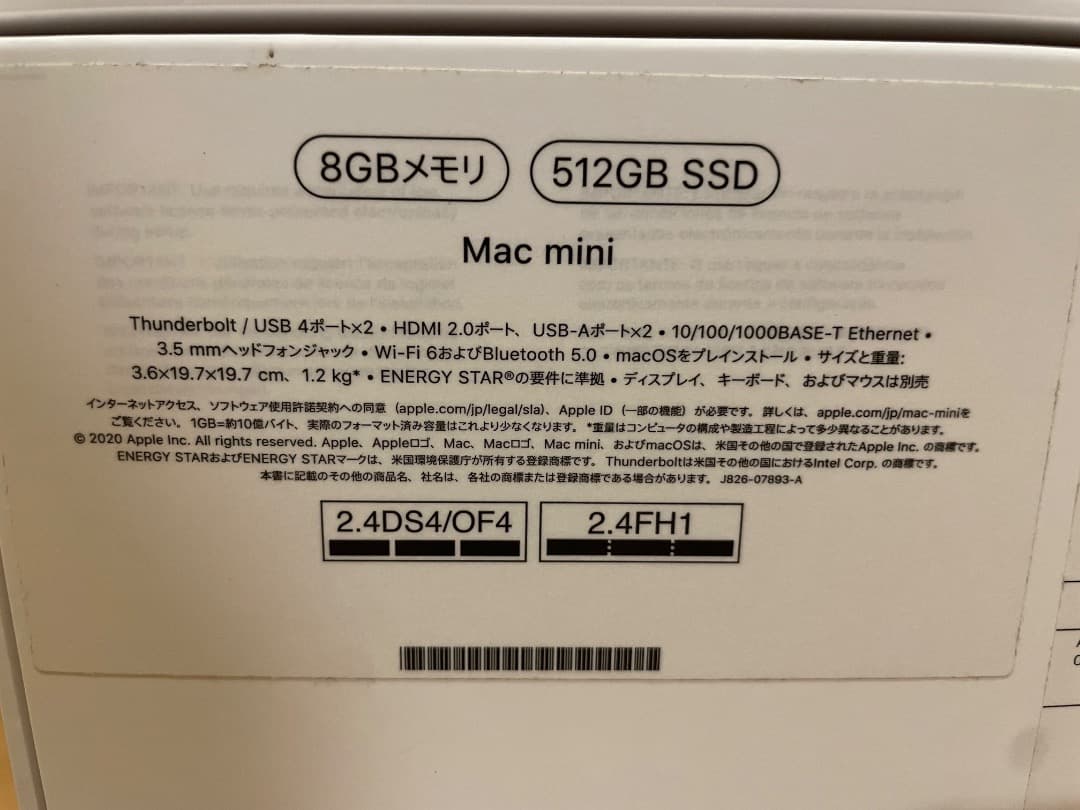 8GBメモリ
512GB SSD
Mac mini
Thunderbolt / USB 4ポート×2 • HDMI 2.0ポート、USB-Aポート×2 • 10/100/1000BASE-T Ethernet •
3.5 mmヘッドフォンジャック • Wi-Fi 6およびBluetooth 5.0 • macOSをプレインストール • サイズと重量:
3.6×19.7×19.7 cm、1.2 kg* • ENERGY STAR®の要件に準拠 • ディスプレイ、キーボード、およびマウスは別売
インターネットアクセス、ソフトウェア使用許諾契約への同意（apple.com/jp/legal/sla）、Apple ID（一部の機能）が必要です。詳しくは、apple.com/jp/mac-miniを
ご覧ください。1GB=約10億バイト、実際のフォーマット済み容量はこれより少なくなります。*重量はコンピュータの構成や製造工程によって多少異なることがあります。
© 2020 Apple Inc. All rights reserved. Apple、Appleロゴ、Mac、Macロゴ、Mac mini、およびmacOSは、米国その他の国で登録されたApple Inc. の商標です。
ENERGY STARおよびENERGY STARマークは、米国環境保護庁が所有する登録商標です。Thunderboltは米国その他の国におけるIntel Corp. の商標です。
本書に記載のその他の商品名、社名は、各社の商標または登録商標である場合があります。J826-07893-A
2.4DS4/OF4
2.4FH1